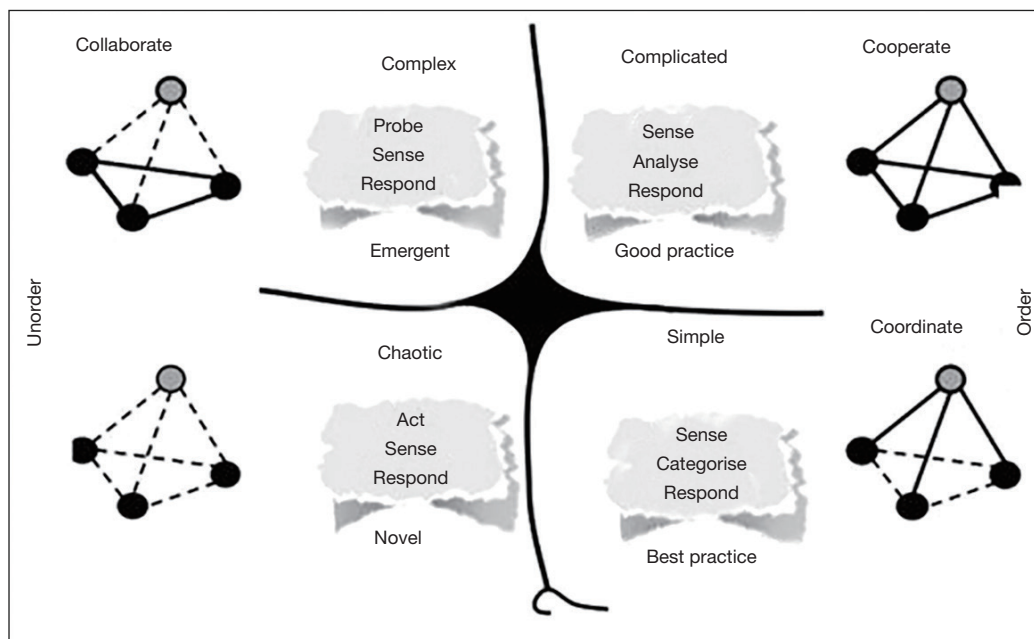 Collaborate
Complex
Probe
Sense
Respond
Emergent
Complicated
Sense
Analyse
Respond
Good practice
Cooperate
Unorder
Order
Chaotic
Act
Sense
Respond
Novel
Simple
Sense
Categorise
Respond
Best practice
Coordinate